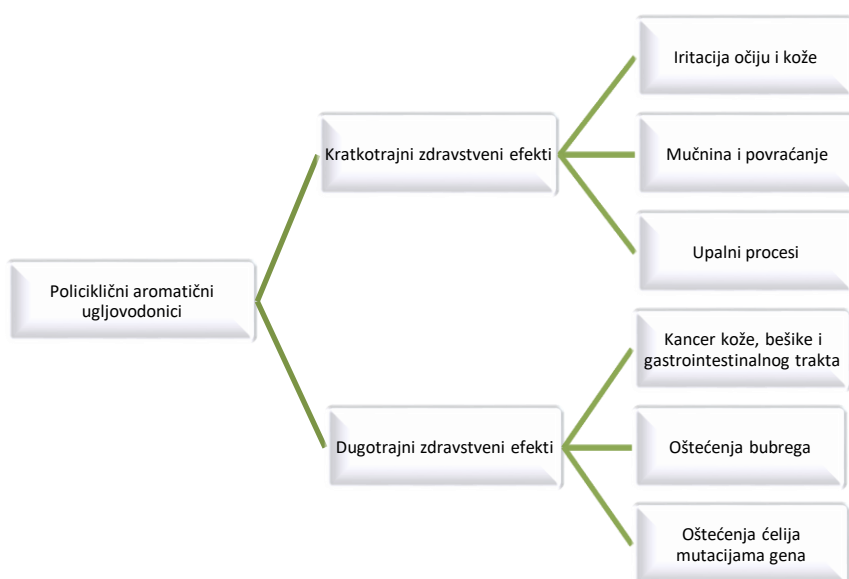 Policiklični aromatični
ugljovodonici
Kratkotrajni zdravstveni efekti
Iritacija očiju i kože
Mučnina i povraćanje
Upalni procesi
Dugotrajni zdravstveni efekti
Kancer kože, bešike i
gastrointestinalnog trakta
Oštećenja bubrega
Oštećenja ćelija
mutacijama gena